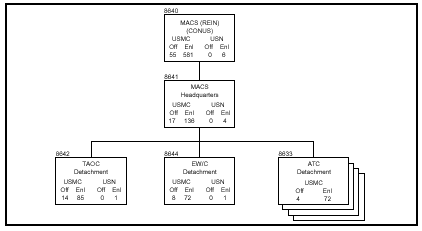 8640
MACS (REIN)
(CONUS)
USMC USN
Off Enl Off Enl
55 581 0 6
8641
MACS
Headquarters
USMC USN
Off Enl Off Enl
17 136 0 4
8642
TAOC
Detachment
USMC USN
Off Enl Off Enl
14 85 0 1
8644
EW/C
Detachment
USMC USN
Off Enl Off Enl
8 72 0 1
8633
ATC
Detachment
USMC
Off Enl
4 72